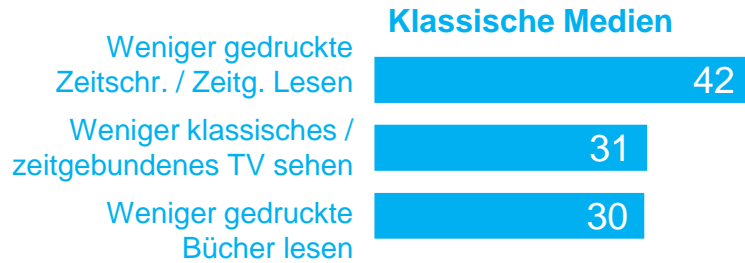 Klassische Medien
Weniger gedruckte
Zeitschr. / Zeitg. Lesen
42
Weniger klassisches /
zeitgebundenes TV sehen
31
Weniger gedruckte
Bücher lesen
30